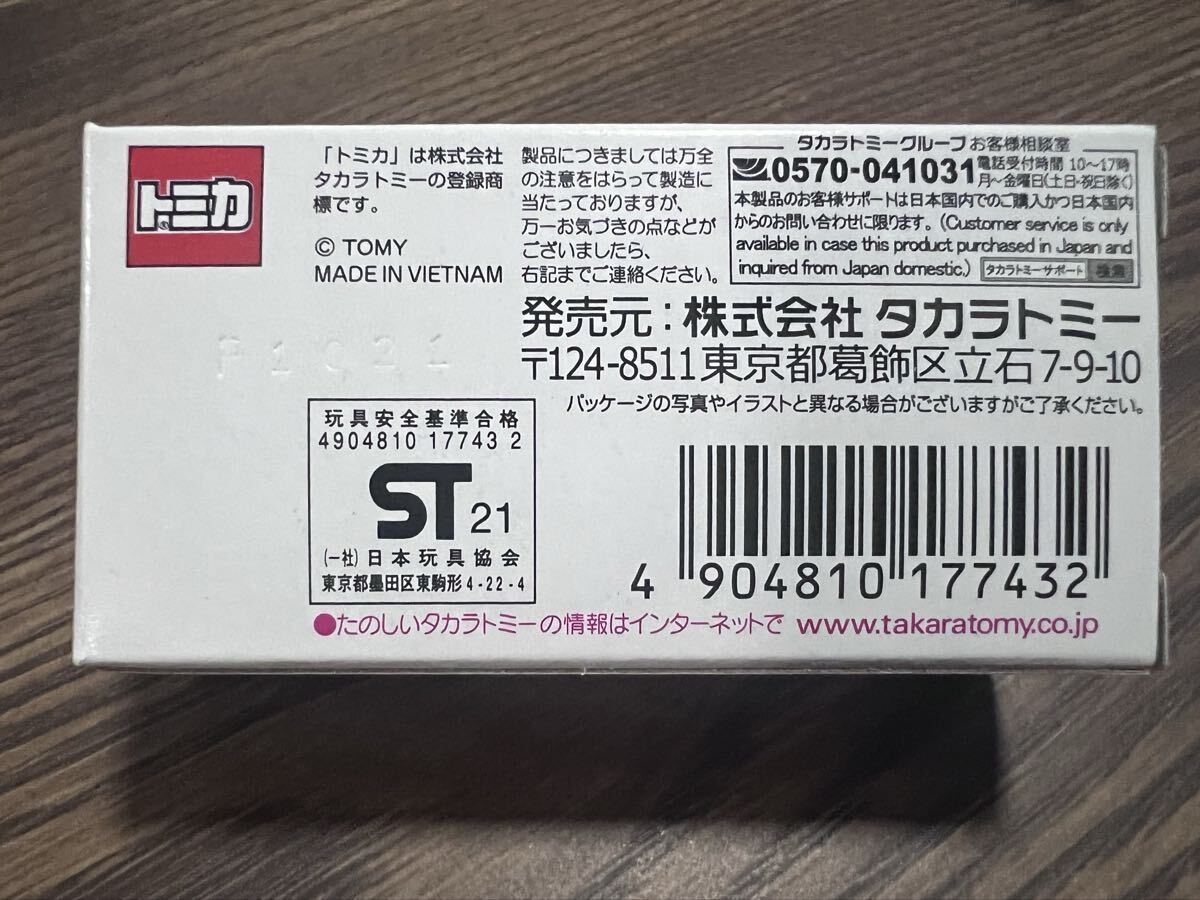 トミカ
「トミカ」は株式会社
タカラトミーの登録商
標です。
© TOMY
MADE IN VIETNAM
製品につきましては万全
の注意をはらって製造に
当たっておりますが、
万一お気づきの点などが
ございましたら、
右記までご連絡ください。
タカラトミーグループお客様相談室
0570-041031 電話受付時間 10〜17時
月〜金曜日(土日・祝日除く)
本製品のお客様サポートは日本国内でのご購入かつ日本国内
からのお問い合わせに限ります。(Customer service is only
available in case this product purchased in Japan and
inquired from Japan domestic.) タカラトミーサポート 検索
発売元:株式会社 タカラトミー
〒124-8511 東京都葛飾区立石7-9-10
パッケージの写真やイラストと異なる場合がございますがご了承ください。
玩具安全基準合格
4904810 17743 2
ST 21
(一社)日本玩具協会
東京都墨田区東駒形4-22-4
4 904810 177432
●たのしいタカラトミーの情報はインターネットで www.takaratomy.co.jp